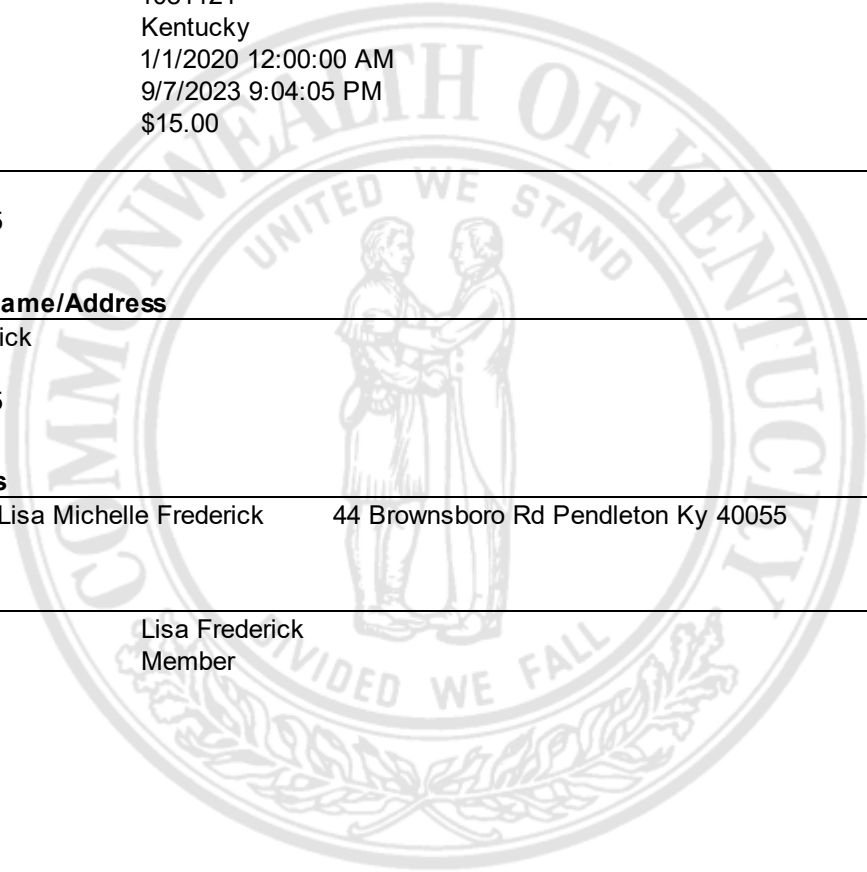 Kentucky
1/1/2020 12:00:00 AM
9/7/2023 9:04:05 PM
$15.00
5
ame/Address
ick
5
s
Lisa Michelle Frederick 44 Brownsboro Rd Pendleton Ky 40055
Lisa Frederick
Member
COMMONWEALTH OF KENTUCKY
UNITED WE STAND
DIVIDED WE FALL